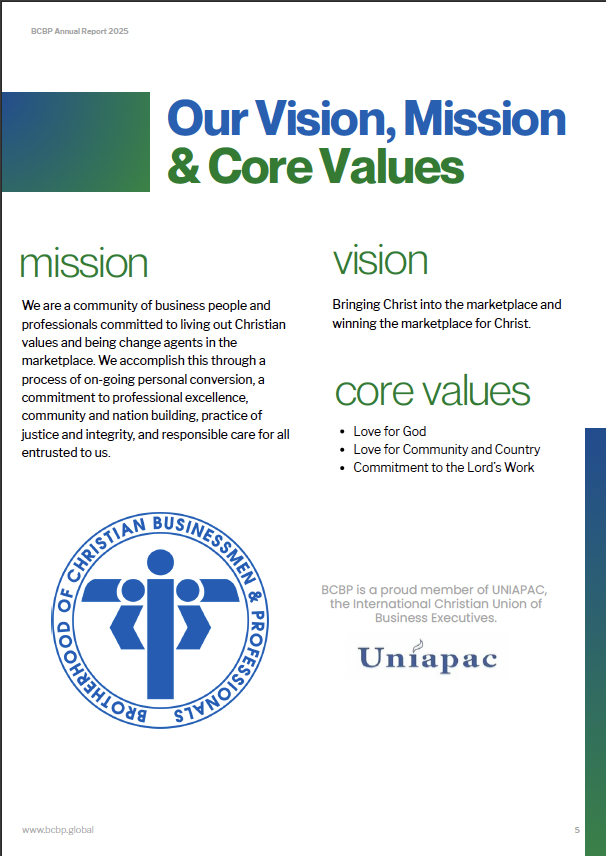 BCBP Annual Report 2025
Our Vision, Mission
& Core Values
mission
We are a community of business people and
professionals committed to living out Christian
values and being change agents in the
marketplace. We accomplish this through a
process of on-going personal conversion, a
commitment to professional excellence,
community and nation building, practice of
justice and integrity, and responsible care for all
entrusted to us.
vision
Bringing Christ into the marketplace and
winning the marketplace for Christ.
core values
• Love for God
• Love for Community and Country
• Commitment to the Lord's Work
BROTHERHOOD OF CHRISTIAN BUSINESSMEN & PROFESSIONALS
BCBP is a proud member of UNIAPAC,
the International Christian Union of
Business Executives.
Uniapac
www.bcbp.global
5